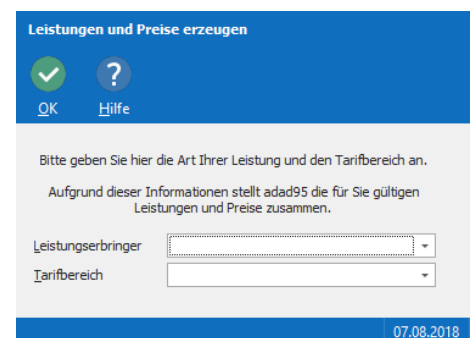 Leistungen und Preise erzeugen
?
OK
Hilfe
Bitte geben Sie hier die Art Ihrer Leistung und den Tarifbereich an.
Aufgrund dieser Informationen stellt adad95 die für Sie gültigen
Leistungen und Preise zusammen.
Leistungserbringer
Tarifbereich
07.08.2018